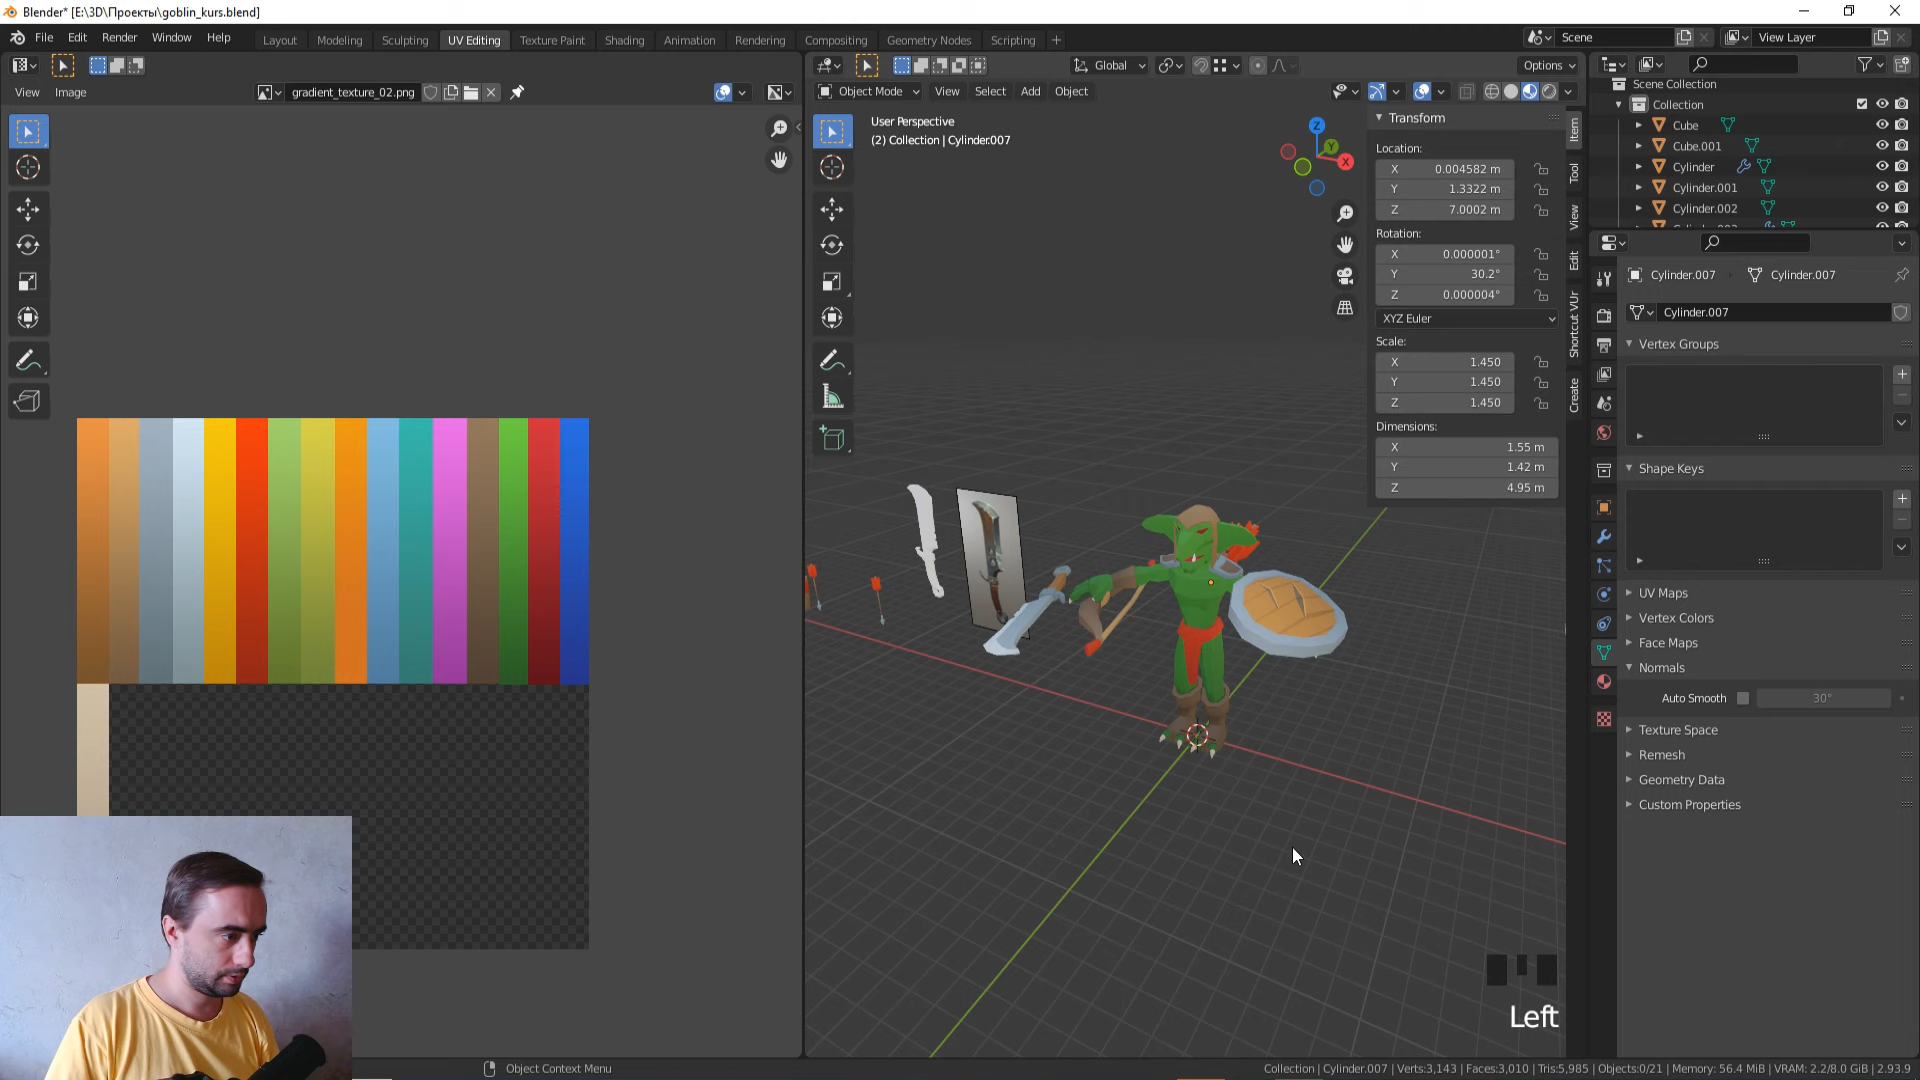 Blender* [E:\3D\Проекты\goblin_kurs.blend]
File Edit Render Window Help
Layout Modeling Sculpting UV Editing Texture Paint Shading Animation Rendering Compositing Geometry Nodes Scripting +
Scene
View Layer
Global
Options
View Image
gradient_texture_02.png
Object Mode View Select Add Object
User Perspective
(2) Collection | Cylinder.007
Z
Y
X
Transform
Location:
X 0.004582 m
Y 1.3322 m
Z 7.0002 m
Rotation:
X 0.000001°
Y 30.2°
Z 0.000004°
XYZ Euler
Scale:
X 1.450
Y 1.450
Z 1.450
Dimensions:
X 1.55 m
Y 1.42 m
Z 4.95 m
Item
Tool
View
Edit
Shortcut VUr
Create
Scene Collection
Collection
Cube
Cube.001
Cylinder
Cylinder.001
Cylinder.002
Cylinder.007 Cylinder.007
Cylinder.007
Vertex Groups
Shape Keys
UV Maps
Vertex Colors
Face Maps
Normals
Auto Smooth 30°
Texture Space
Remesh
Geometry Data
Custom Properties
Left
Object Context Menu
Collection | Cylinder.007 | Verts:3,143 | Faces:3,010 | Tris:5,985 | Objects:0/21 | Memory: 56.4 MiB | VRAM: 2.2/8.0 GiB | 2.93.9